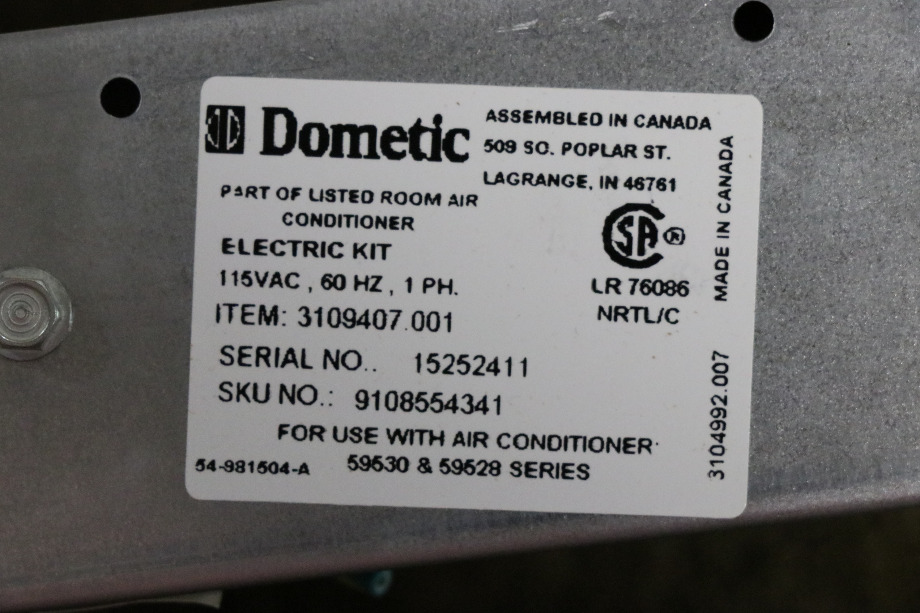 Dometic
ASSEMBLED IN CANADA
509 SO. POPLAR ST.
LAGRANGE, IN 46761
PART OF LISTED ROOM AIR
CONDITIONER
ELECTRIC KIT
115VAC , 60 HZ , 1 PH.
ITEM: 3109407.001
SERIAL NO.. 15252411
SKU NO.: 9108554341
FOR USE WITH AIR CONDITIONER
54-981504-A 59530 & 59528 SERIES
SA ®
LR 76086
NRTL/C
MADE IN CANADA
3104992.007